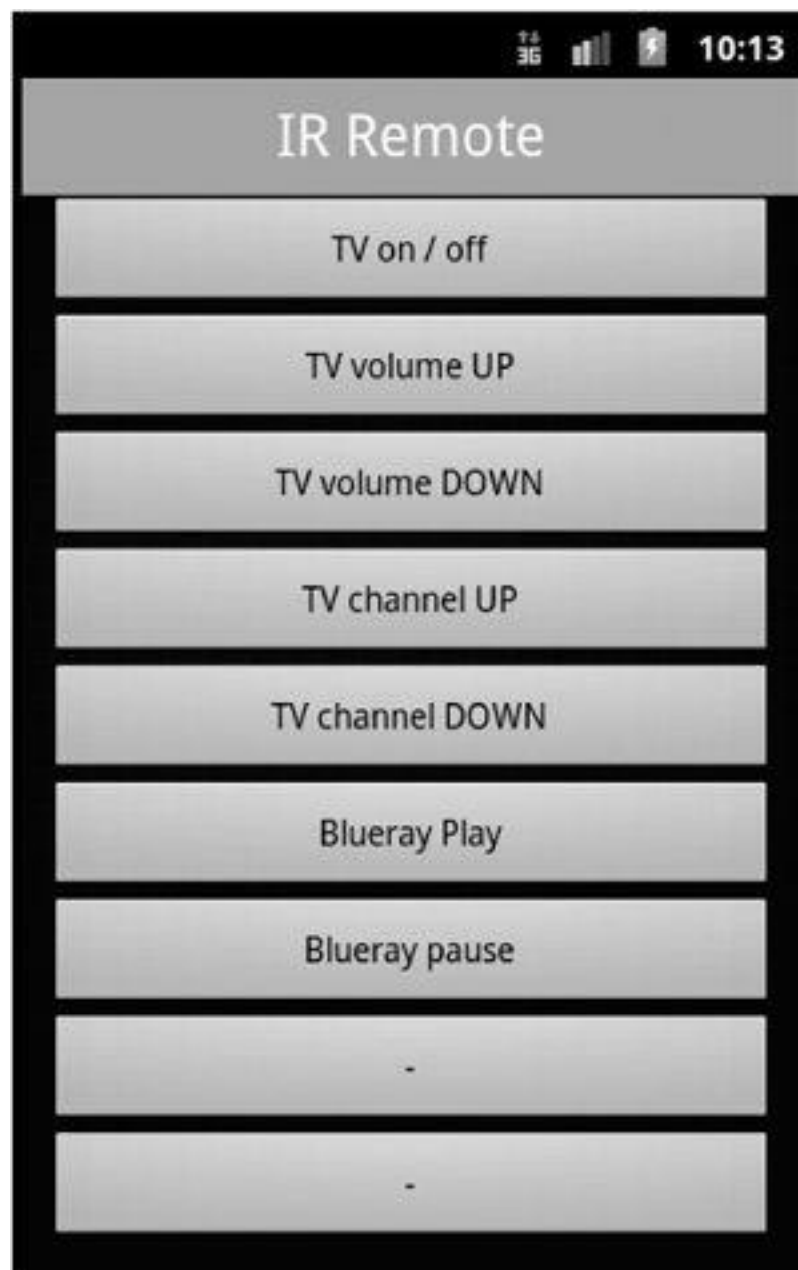 3G 10:13
IR Remote
TV on / off
TV volume UP
TV volume DOWN
TV channel UP
TV channel DOWN
Blueray Play
Blueray pause
-
-